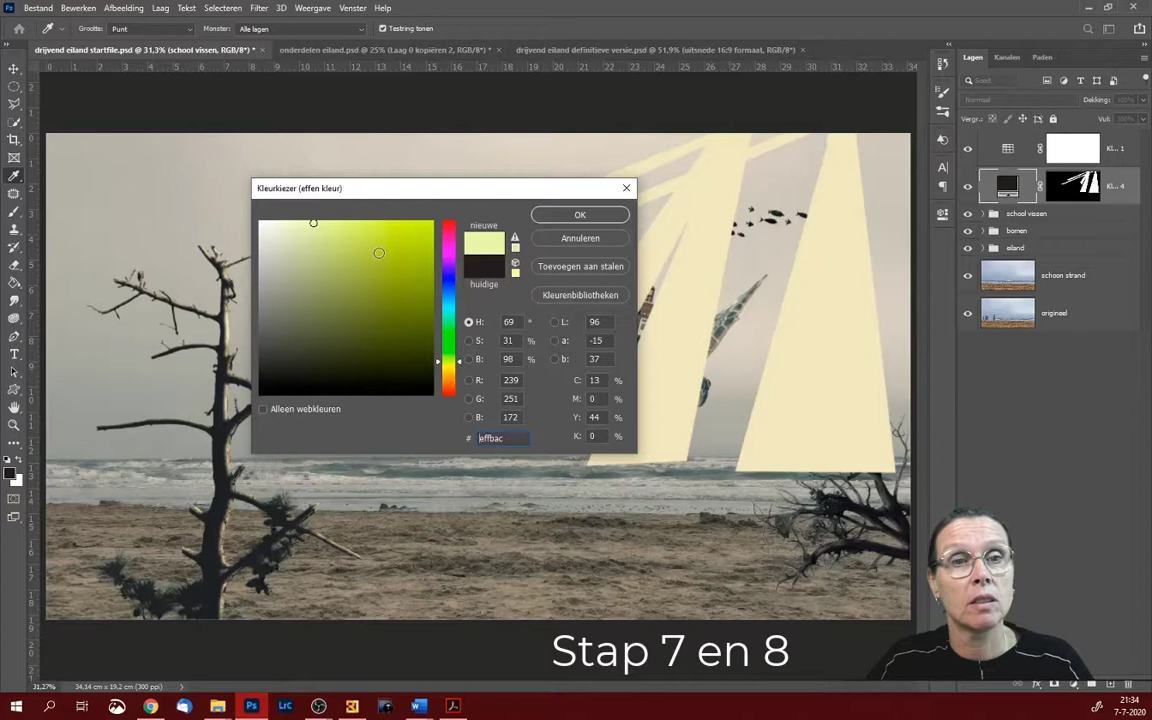 Bestand Bewerken Laag Tekst Selecteren Filter 3D Weergave Venster Help
Grootte: Punt Monster: Alle lagen Testring tonen
drijvend eiland startfile.psd @ 31,3% (school vissen, RGB/8*) * onderdelen eiland.psd @ 25% (Laag 0 kopiëren 2, RGB/8*) * drijvend eiland definitieve versie.psd @ 51,9% (uitsnede 16:9 formaat, RGB/8*)
Lagen Kanalen Paden
Soort
Normaal Dekking: 100%
Vergr.: Vul: 100%
Kl... 1
Kl... 4
school vissen
bomen
eiland
schoon strand
origineel
Kleurkiezer (effen kleur)
nieuwe
huidige
OK
Annuleren
Toevoegen aan stalen
Kleurenbibliotheken
H: 69 ° L: 96
S: 31 % a: -15
B: 98 % b: 37
R: 239 C: 13 %
G: 251 M: 0 %
B: 172 Y: 44 %
# effbac K: 0 %
Alleen webkleuren
Stap 7 en 8
31,27% 34,14 cm x 19,2 cm (300 ppi)
21:34
7-7-2020